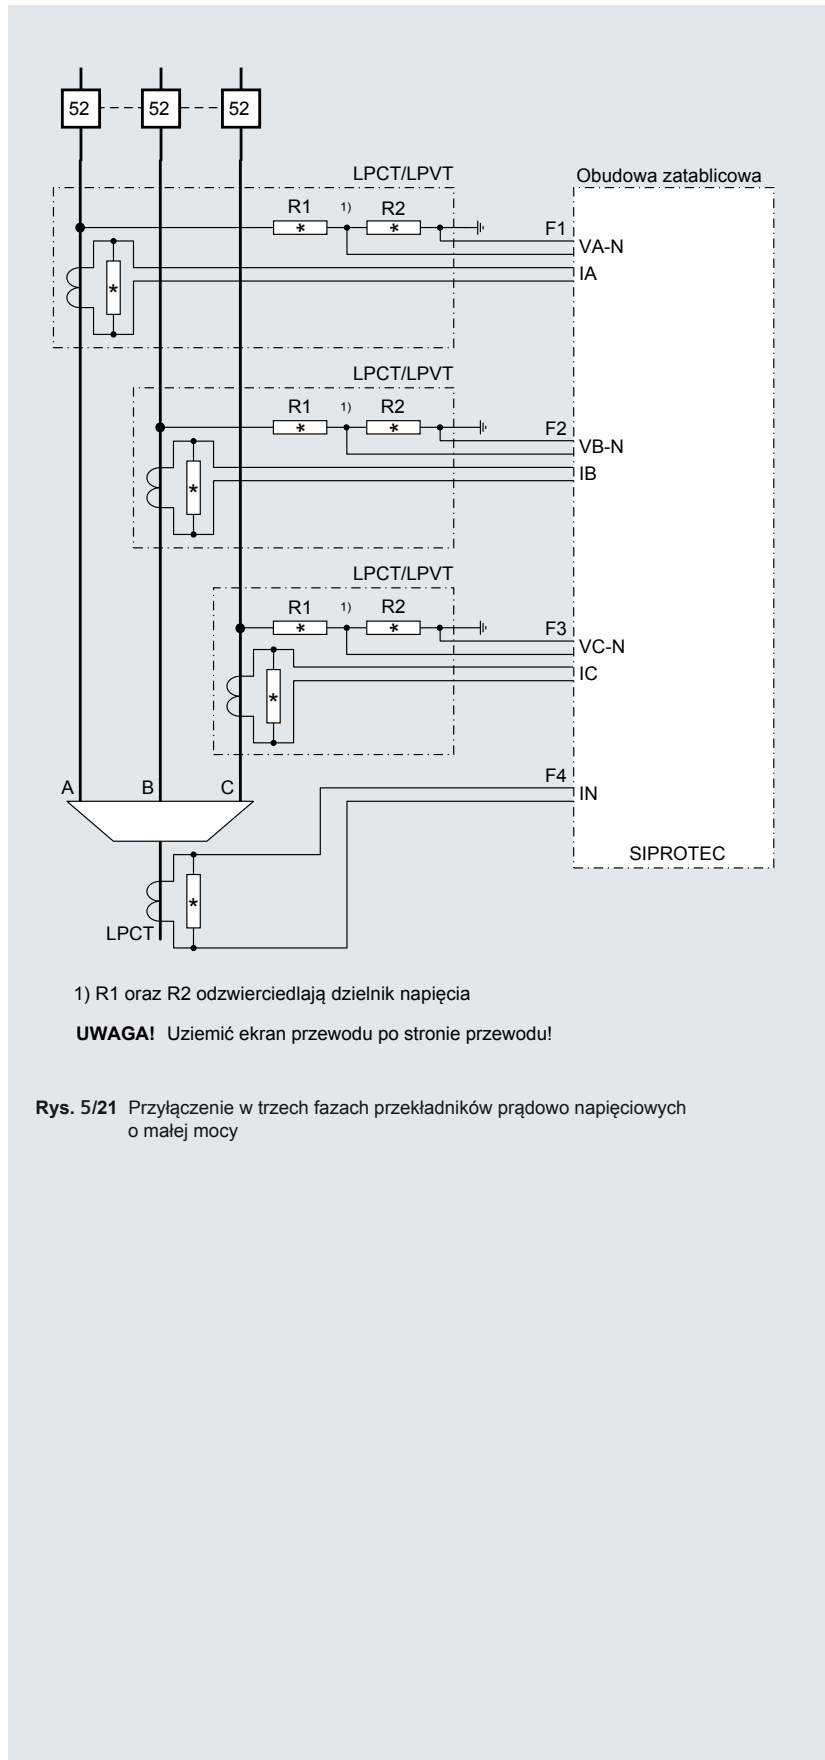 52 52 52
LPCT/LPVT
Obudowa zatablicowa
R1 1) R2
F1
VA-N
*
*
IA
*
LPCT/LPVT
R1 1) R2
F2
VB-N
*
*
IB
*
LPCT/LPVT
R1 1) R2
F3
VC-N
*
*
IC
*
A B C
F4
IN
SIPROTEC
*
LPCT
1) R1 oraz R2 odzwierciedlają dzielnik napięcia
UWAGA! Uziemić ekran przewodu po stronie przewodu!
Rys. 5/21 Przyłączenie w trzech fazach przekładników prądowo napięciowych
o małej mocy